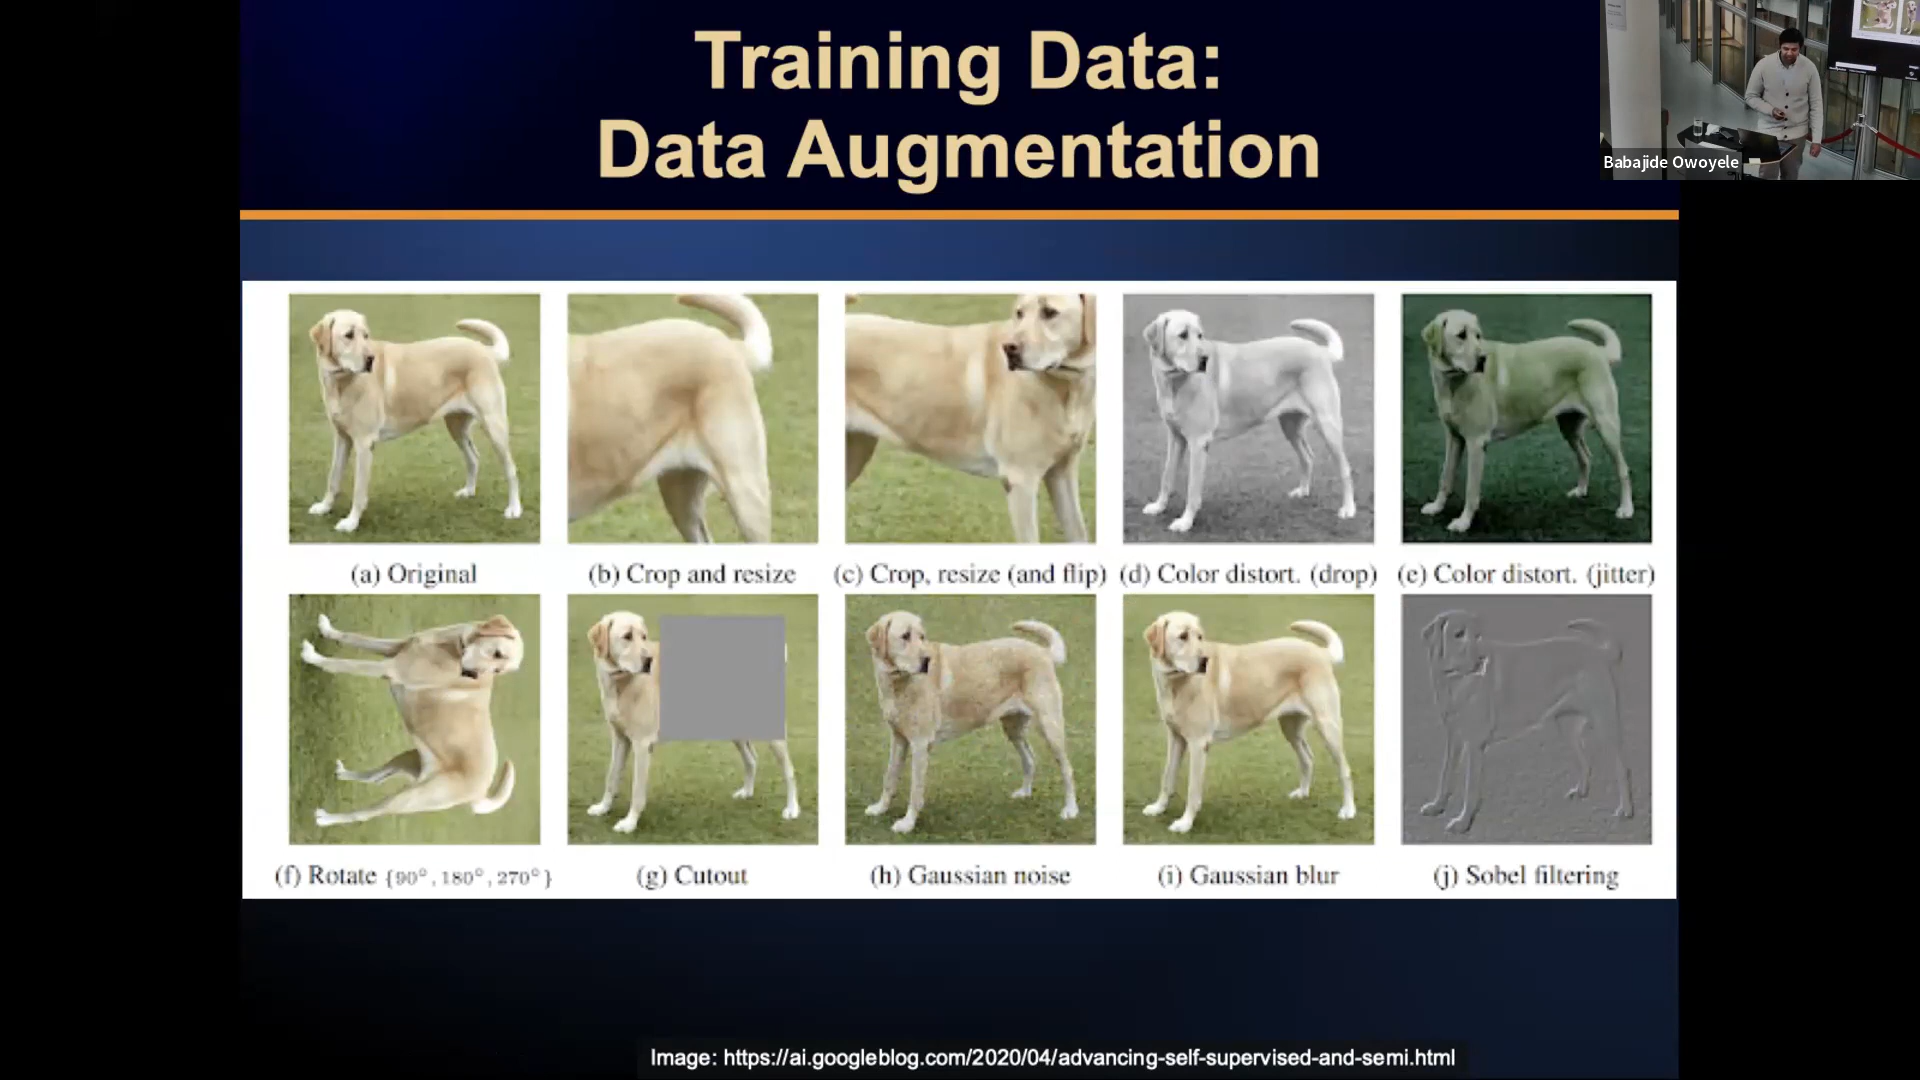 Training Data:
Data Augmentation
Babajide Owoyele
(a) Original
(b) Crop and resize
(c) Crop, resize (and flip)
(d) Color distort. (drop)
(e) Color distort. (jitter)
(f) Rotate {90°, 180°, 270°}
(g) Cutout
(h) Gaussian noise
(i) Gaussian blur
(j) Sobel filtering
Image: https://ai.googleblog.com/2020/04/advancing-self-supervised-and-semi.html